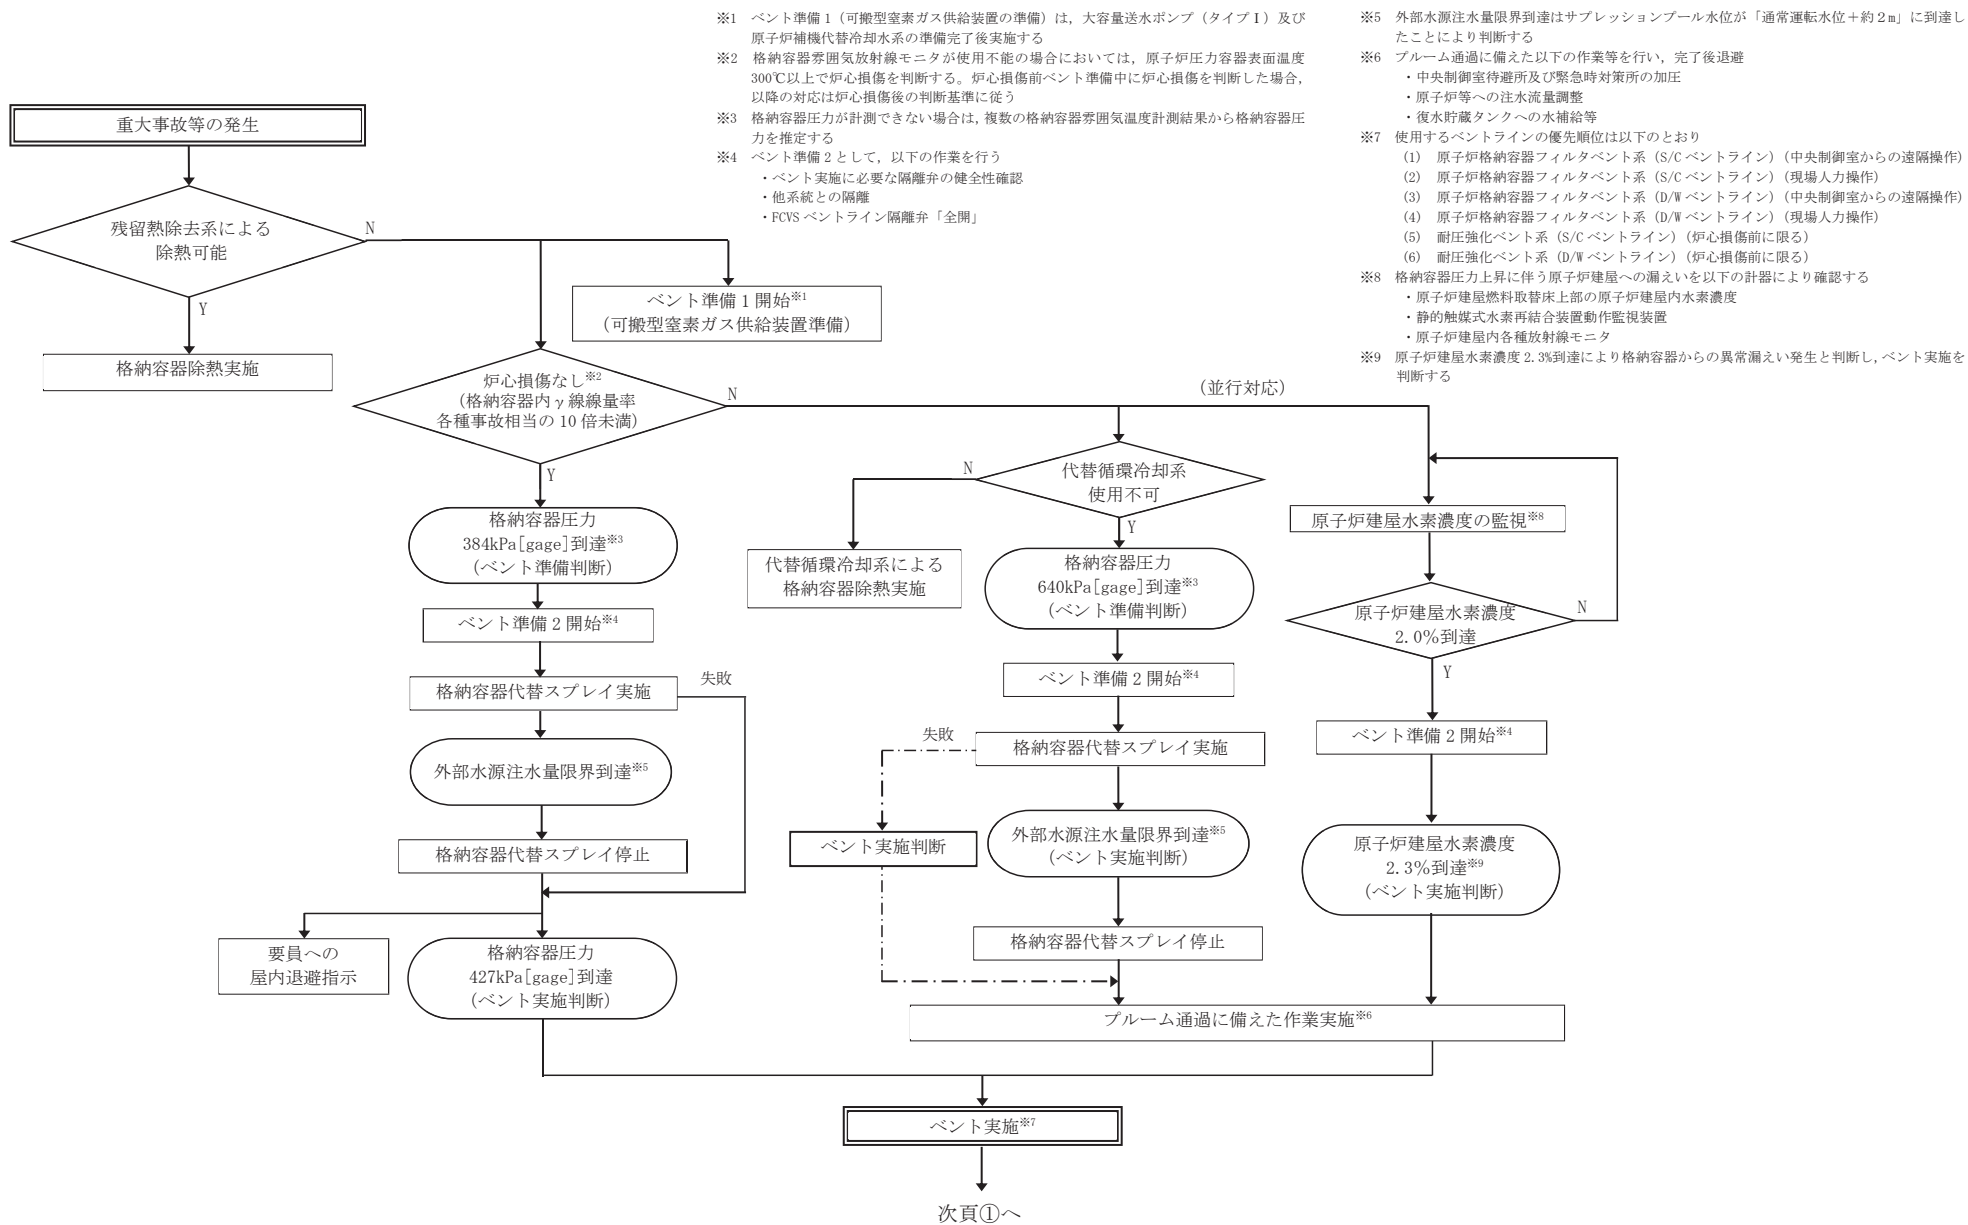 ※1　ベント準備1（可搬型窒素ガス供給装置の準備）は，大容量送水ポンプ（タイプⅠ）及び
原子炉補機代替冷却水系の準備完了後実施する
※2　格納容器雰囲気放射線モニタが使用不能の場合においては，原子炉圧力容器表面温度
300℃以上で炉心損傷を判断する。炉心損傷前ベント準備中に炉心損傷を判断した場合，
以降の対応は炉心損傷後の判断基準に従う
※3　格納容器圧力が計測できない場合は，複数の格納容器雰囲気温度計測結果から格納容器圧
力を推定する
※4　ベント準備2として，以下の作業を行う
・ベント実施に必要な隔離弁の健全性確認
・他系統との隔離
・FCVSベントライン隔離弁「全開」
※5　外部水源注水量限界到達はサプレッションプール水位が「通常運転水位＋約2m」に到達し
たことにより判断する
※6　プルーム通過に備えた以下の作業等を行い，完了後退避
・中央制御室待避所及び緊急時対策所の加圧
・原子炉等への注水流量調整
・復水貯蔵タンクへの水補給等
※7　使用するベントラインの優先順位は以下のとおり
(1)　原子炉格納容器フィルタベント系（S/Cベントライン）（中央制御室からの遠隔操作）
(2)　原子炉格納容器フィルタベント系（S/Cベントライン）（現場人力操作）
(3)　原子炉格納容器フィルタベント系（D/Wベントライン）（中央制御室からの遠隔操作）
(4)　原子炉格納容器フィルタベント系（D/Wベントライン）（現場人力操作）
(5)　耐圧強化ベント系（S/Cベントライン）（炉心損傷前に限る）
(6)　耐圧強化ベント系（D/Wベントライン）（炉心損傷前に限る）
※8　格納容器圧力上昇に伴う原子炉建屋への漏えいを以下の計器により確認する
・原子炉建屋燃料取替床上部の原子炉建屋内水素濃度
・静的触媒式水素再結合装置動作監視装置
・原子炉建屋内各種放射線モニタ
※9　原子炉建屋水素濃度2.3%到達により格納容器からの異常漏えい発生と判断し，ベント実施を
判断する
重大事故等の発生
残留熱除去系による
除熱可能
N
Y
格納容器除熱実施
ベント準備1開始※1
（可搬型窒素ガス供給装置準備）
炉心損傷なし※2
（格納容器内γ線線量率
各種事故相当の10倍未満）
N
Y
（並行対応）
格納容器圧力
384kPa[gage]到達※3
（ベント準備判断）
ベント準備2開始※4
格納容器代替スプレイ実施
失敗
外部水源注水量限界到達※5
格納容器代替スプレイ停止
要員への
屋内退避指示
格納容器圧力
427kPa[gage]到達
（ベント実施判断）
代替循環冷却系
使用不可
N
Y
代替循環冷却系による
格納容器除熱実施
格納容器圧力
640kPa[gage]到達※3
（ベント準備判断）
ベント準備2開始※4
格納容器代替スプレイ実施
失敗
ベント実施判断
外部水源注水量限界到達※5
（ベント実施判断）
格納容器代替スプレイ停止
原子炉建屋水素濃度の監視※8
原子炉建屋水素濃度
2.0%到達
N
Y
ベント準備2開始※4
原子炉建屋水素濃度
2.3%到達※9
（ベント実施判断）
プルーム通過に備えた作業実施※6
ベント実施※7
次頁①へ